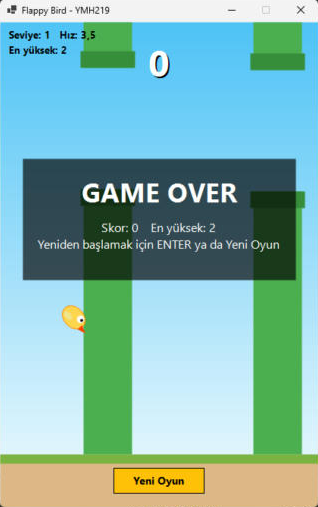 Flappy Bird - YMH219
Seviye: 1 Hız: 3,5
En yüksek: 2
0
GAME OVER
Skor: 0 En yüksek: 2
Yeniden başlamak için ENTER ya da Yeni Oyun
Yeni Oyun